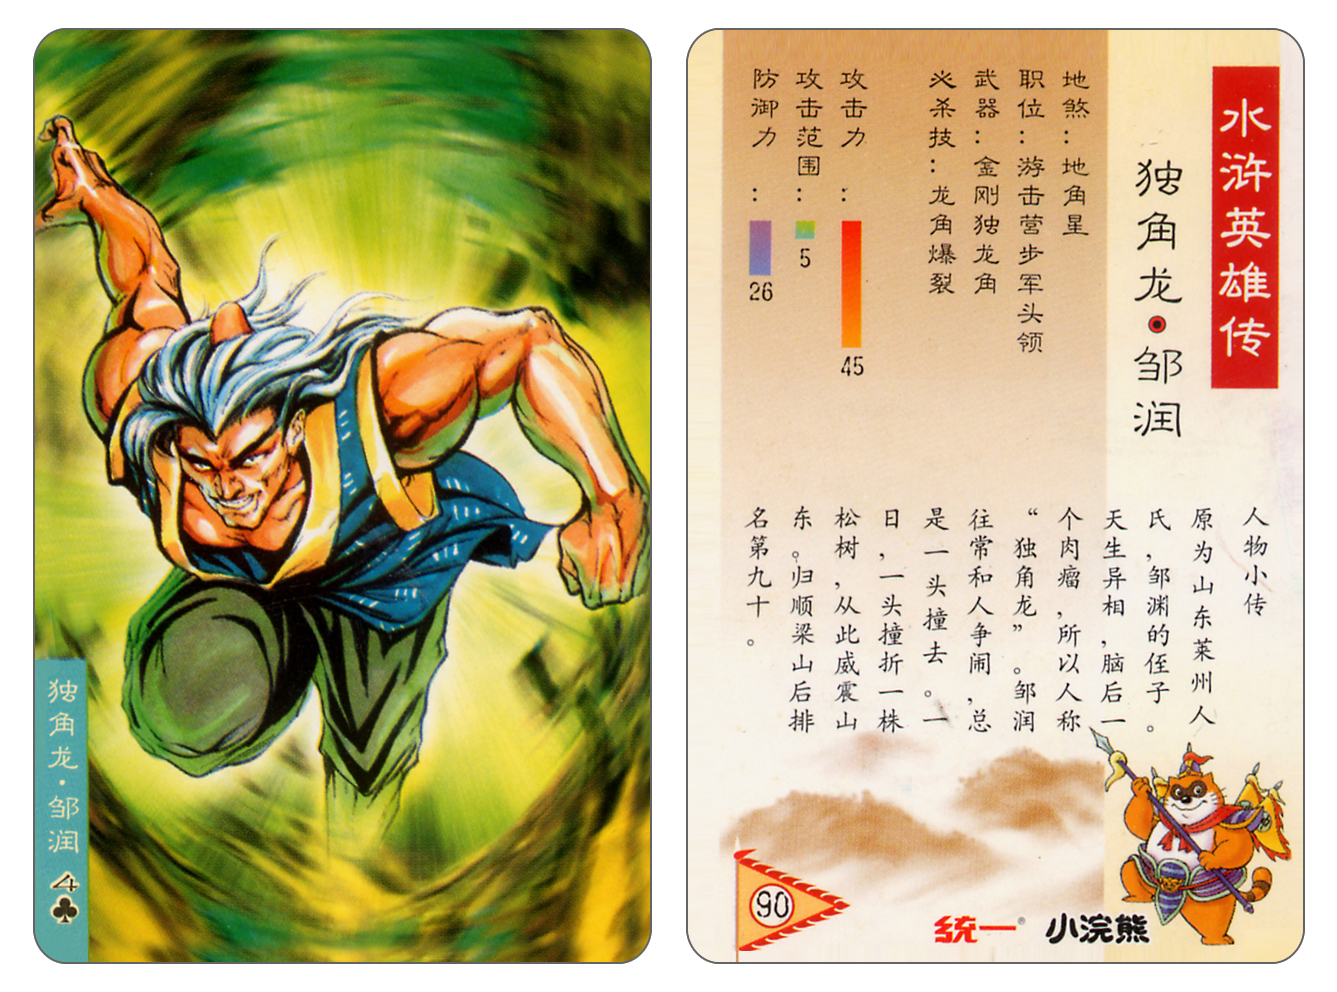 独角龙·邹润
4
水浒英雄传
独角龙·邹润
地煞：地角星
职位：游击营步军头领
武器：金刚独龙角
必杀技：龙角爆裂
攻击力：
45
攻击范围：
5
防御力：
26
人物小传
原为山东莱州人
氏，邹渊的侄子。
天生异相，脑后一
个肉瘤，所以人称
“独角龙”。邹润
往常和人争闹，总
是一头撞去。一
日，一头撞折一株
松树，从此威震山
东。归顺梁山后排
名第九十。
90
统一® 小浣熊